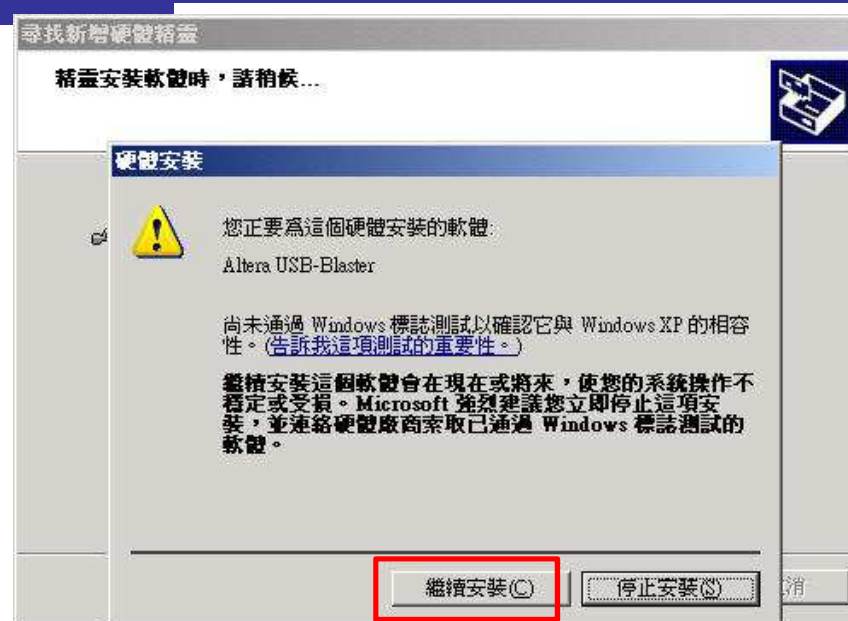 尋找新增硬體精靈
精靈安裝軟體時，請稍候...
硬體安裝
您正要為這個硬體安裝的軟體:
Altera USB-Blaster
尚未通過 Windows 標誌測試以確認它與 Windows XP 的相容
性。(告訴我這項測試的重要性。)
繼續安裝這個軟體會在現在或將來，使您的系統操作不
穩定或受損。Microsoft 強烈建議您立即停止這項安
裝，並連絡硬體廠商索取已通過 Windows 標誌測試的
軟體。
繼續安裝(C)
停止安裝(S)
消